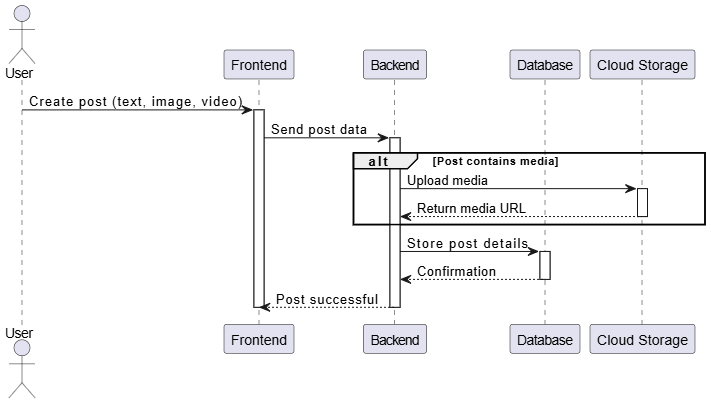 User
Frontend
Backend
Database
Cloud Storage
Create post (text, image, video)
Send post data
alt
[Post contains media]
Upload media
Return media URL
Store post details
Confirmation
Post successful
User
Frontend
Backend
Database
Cloud Storage